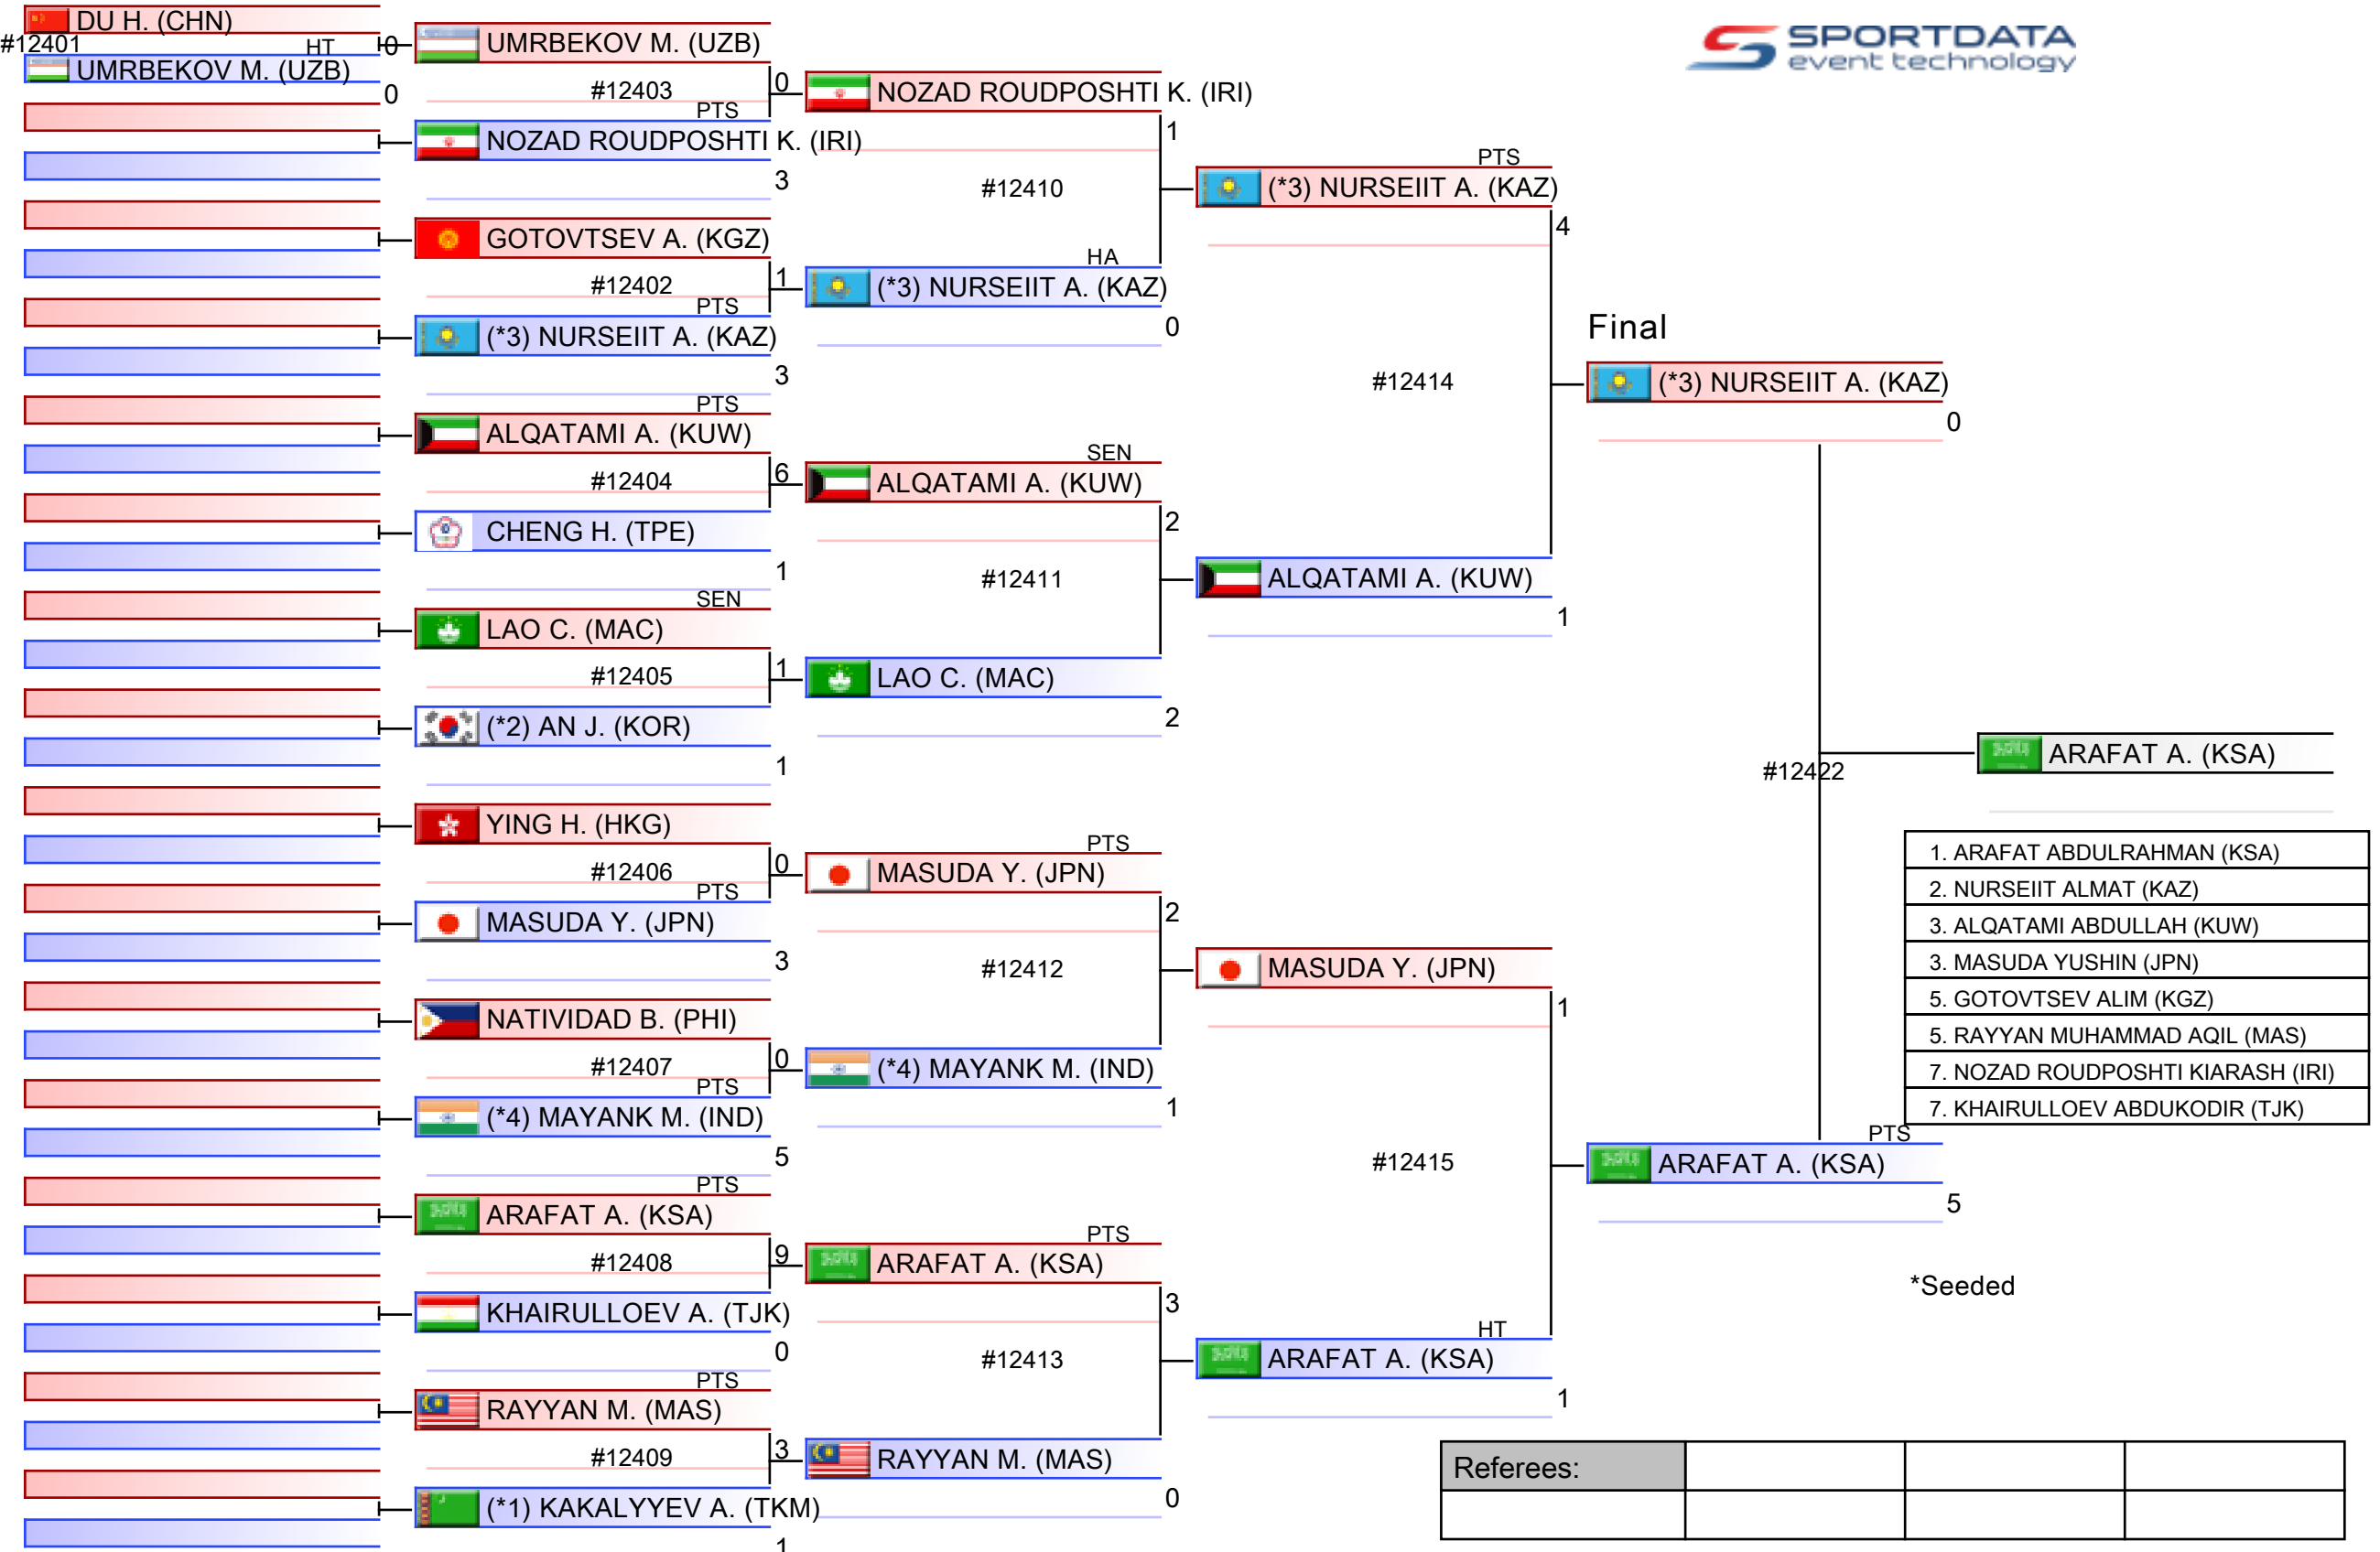 DU H. (CHN)
#12401
HT
0
UMRBEKOV M. (UZB)
0
UMRBEKOV M. (UZB)
#12403
0
PTS
NOZAD ROUDPOSHTI K. (IRI)
3
GOTOVTSEV A. (KGZ)
#12402
1
PTS
(*3) NURSEIIT A. (KAZ)
3
PTS
ALQATAMI A. (KUW)
#12404
6
CHENG H. (TPE)
1
SEN
LAO C. (MAC)
#12405
1
(*2) AN J. (KOR)
1
YING H. (HKG)
#12406
0
PTS
MASUDA Y. (JPN)
3
NATIVIDAD B. (PHI)
#12407
0
PTS
(*4) MAYANK M. (IND)
5
PTS
ARAFAT A. (KSA)
#12408
9
KHAIRULLOEV A. (TJK)
0
PTS
RAYYAN M. (MAS)
#12409
3
(*1) KAKALYYEV A. (TKM)
1
NOZAD ROUDPOSHTI K. (IRI)
1
#12410
HA
(*3) NURSEIIT A. (KAZ)
0
SEN
ALQATAMI A. (KUW)
2
#12411
LAO C. (MAC)
2
PTS
MASUDA Y. (JPN)
2
#12412
(*4) MAYANK M. (IND)
1
PTS
ARAFAT A. (KSA)
3
#12413
RAYYAN M. (MAS)
0
PTS
(*3) NURSEIIT A. (KAZ)
4
#12414
ALQATAMI A. (KUW)
1
MASUDA Y. (JPN)
1
#12415
HT
ARAFAT A. (KSA)
1
Final
(*3) NURSEIIT A. (KAZ)
0
#12422
PTS
ARAFAT A. (KSA)
5
SPORTDATA
event technology
ARAFAT A. (KSA)
1. ARAFAT ABDULRAHMAN (KSA)
2. NURSEIIT ALMAT (KAZ)
3. ALQATAMI ABDULLAH (KUW)
3. MASUDA YUSHIN (JPN)
5. GOTOVTSEV ALIM (KGZ)
5. RAYYAN MUHAMMAD AQIL (MAS)
7. NOZAD ROUDPOSHTI KIARASH (IRI)
7. KHAIRULLOEV ABDUKODIR (TJK)
*Seeded
Referees: